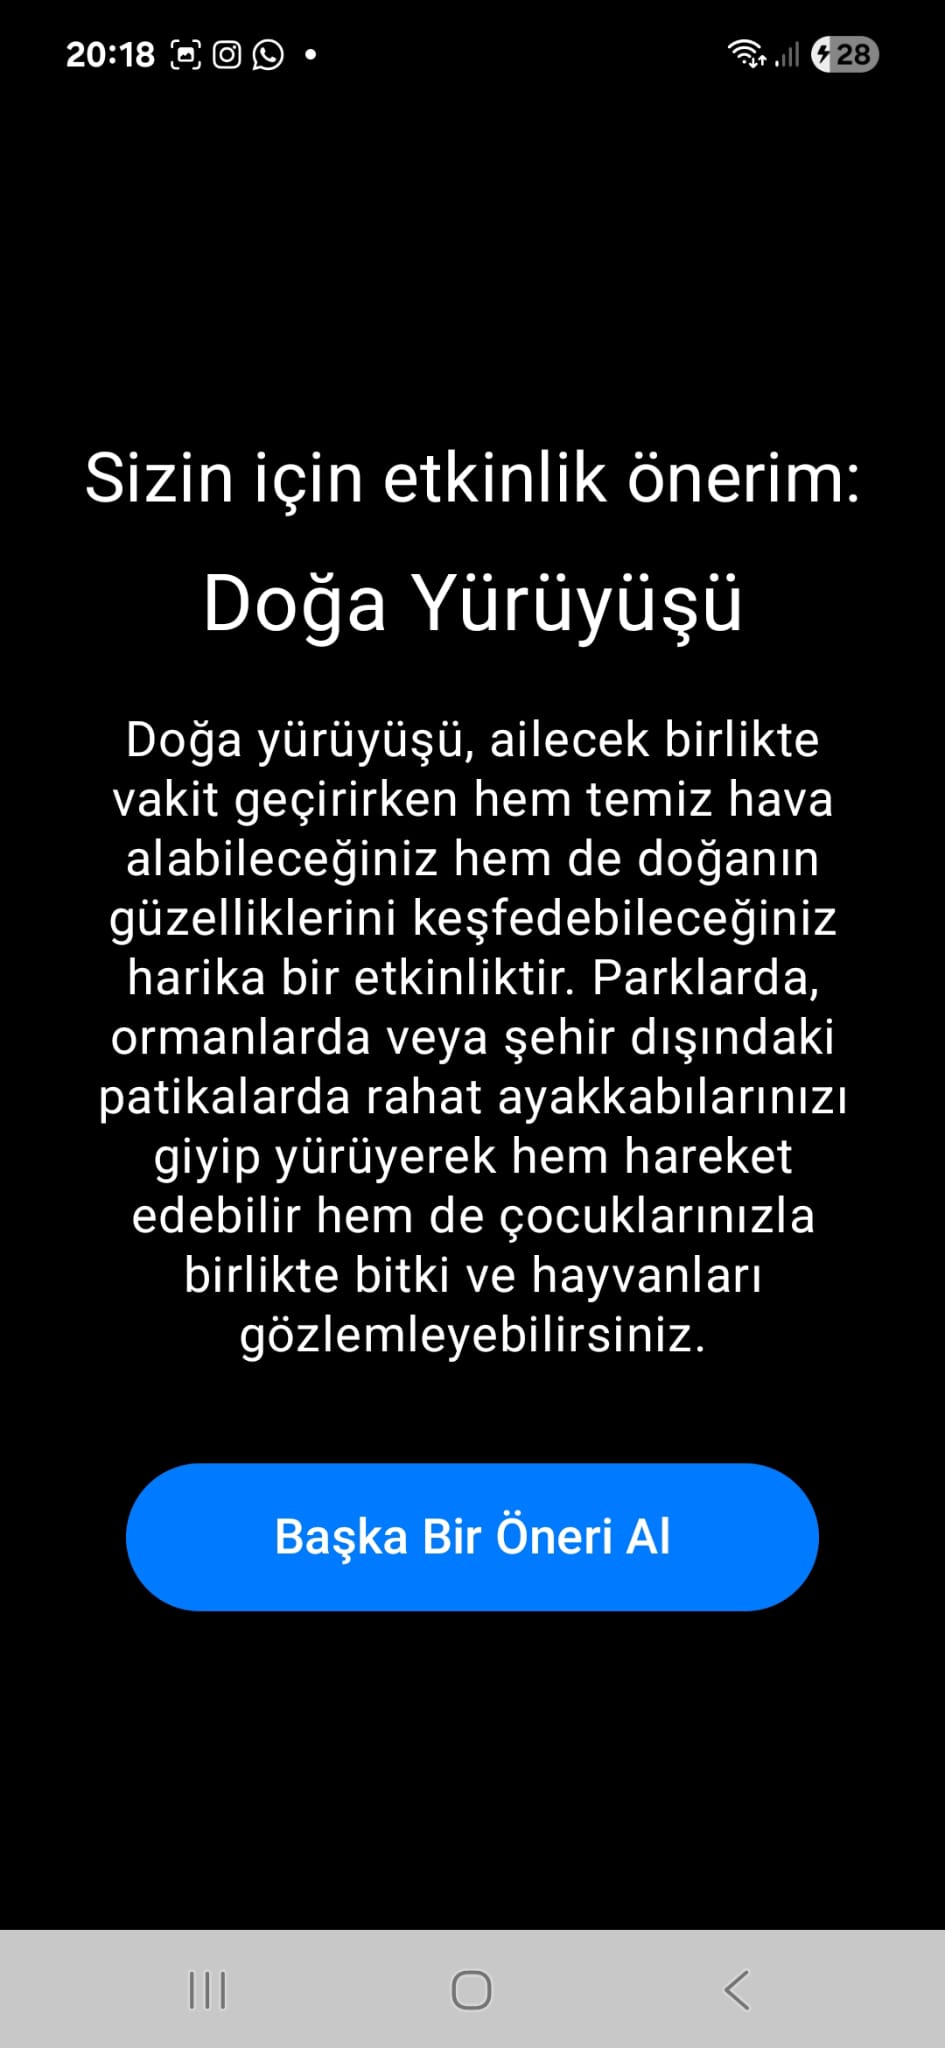 20:18
28
Sizin için etkinlik önerim:
Doğa Yürüyüşü
Doğa yürüyüşü, ailecek birlikte
vakit geçirirken hem temiz hava
alabileceğiniz hem de doğanın
güzelliklerini keşfedebileceğiniz
harika bir etkinliktir. Parklarda,
ormanlarda veya şehir dışındaki
patikalarda rahat ayakkabılarınızı
giyip yürüyerek hem hareket
edebilir hem de çocuklarınızla
birlikte bitki ve hayvanları
gözlemleyebilirsiniz.
Başka Bir Öneri Al